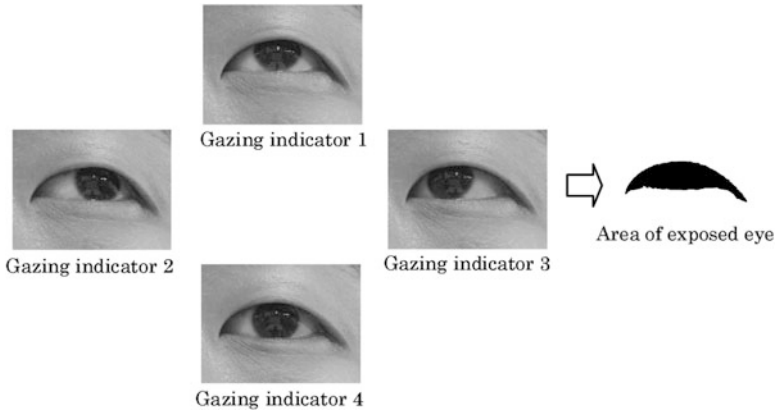 Gazing indicator 1
Gazing indicator 2
Gazing indicator 3
Area of exposed eye
Gazing indicator 4